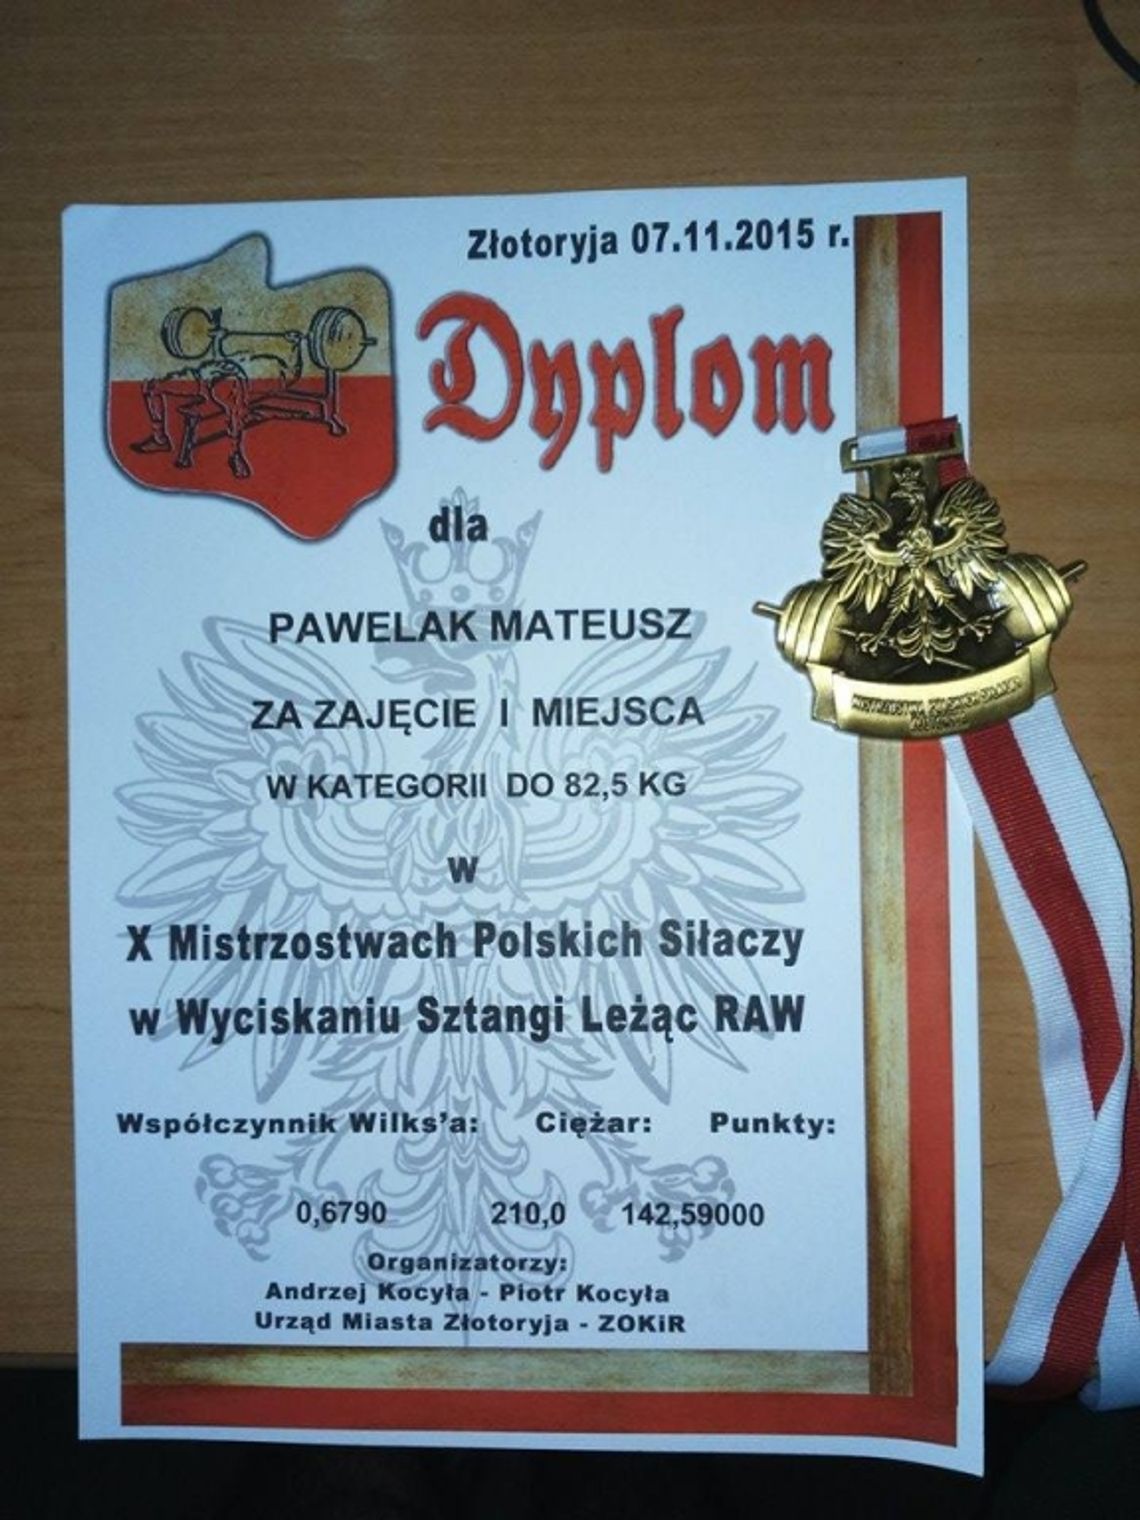 Złotoryja 07.11.2015 r.
Dyplom
dla
PAWELAK MATEUSZ
ZA ZAJĘCIE I MIEJSCA
W KATEGORII DO 82,5 KG
w
X Mistrzostwach Polskich Siłaczy
w Wyciskaniu Sztangi Leżąc RAW
Współczynnik Wilks'a: Ciężar: Punkty:
0,6790 210,0 142,59000
Organizatorzy:
Andrzej Kocyła - Piotr Kocyła
Urząd Miasta Złotoryja - ZOKiR